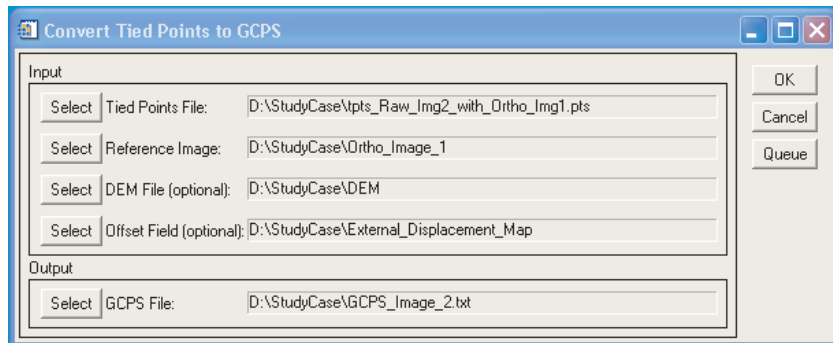 Convert Tied Points to GCPS
Input
Select Tied Points File: D:\StudyCase\tpts_Raw_Img2_with_Ortho_Img1.pts
Select Reference Image: D:\StudyCase\Ortho_Image_1
Select DEM File (optional): D:\StudyCase\DEM
Select Offset Field (optional): D:\StudyCase\External_Displacement_Map
Output
Select GCPS File: D:\StudyCase\GCPS_Image_2.txt
OK
Cancel
Queue